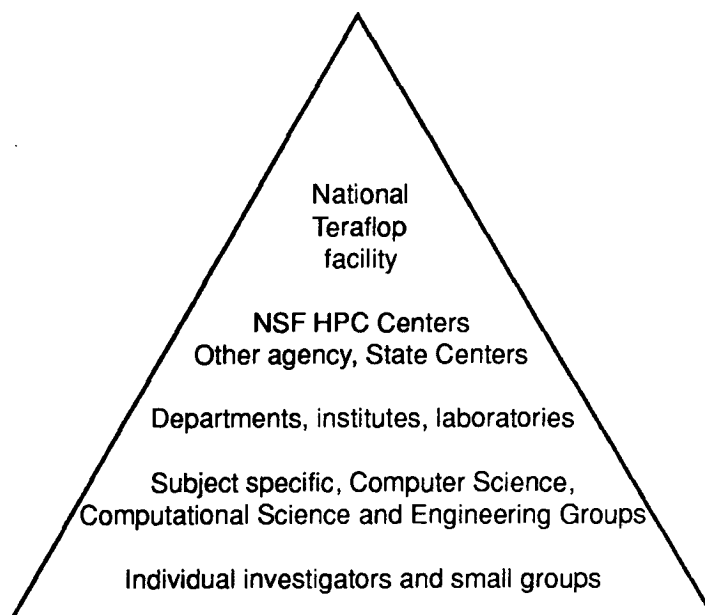 National
Teraflop
facility
NSF HPC Centers
Other agency, State Centers
Departments, institutes, laboratories
Subject specific, Computer Science,
Computational Science and Engineering Groups
Individual investigators and small groups